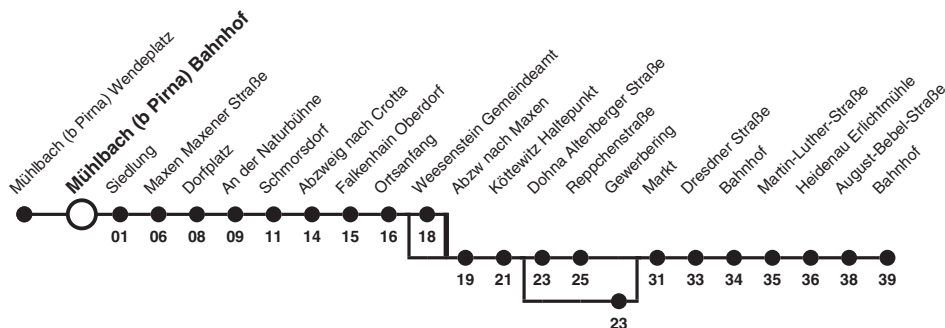 Mühlbach (b Pirna) Wendeplatz
Mühlbach (b Pirna) Bahnhof
Siedlung
Maxen Maxener Straße
Dorfplatz
An der Naturbühne
Schmorsdorf
Abzweig nach Crotta
Falkenhain Oberdorf
Ortsanfang
Weesenstein Gemeindeamt
Abzw nach Maxen
Köttewitz Haltepunkt
Dohna Altenberger Straße
Reppchenstraße
Gewerbering
Markt
Dresdner Straße
Bahnhof
Martin-Luther-Straße
Heidenau Erlichtmühle
August-Bebel-Straße
Bahnhof
01 06 08 09 11 14 15 16 18
19 21 23 25 31 33 34 35 36 38 39
23